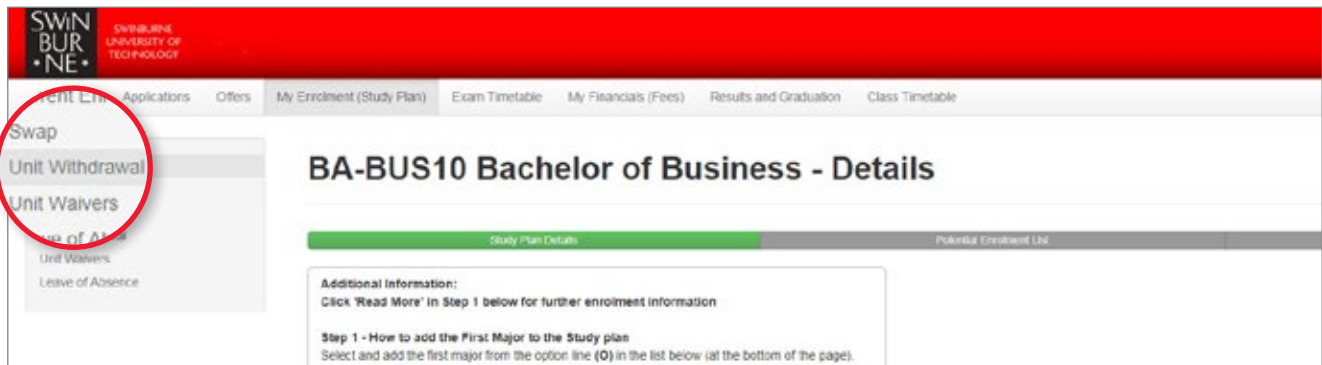 SWIN
BUR
•NE•
SWINBURNE
UNIVERSITY OF
TECHNOLOGY
Applications Offers My Enrolment (Study Plan) Exam Timetable My Financials (Fees) Results and Graduation Class Timetable
Swap
Unit Withdrawal
Unit Waivers
Unit Waivers
Leave of Absence
BA-BUS10 Bachelor of Business - Details
Study Plan Details Potential Enrolment List
Additional Information:
Click 'Read More' in Step 1 below for further enrolment information
Step 1 - How to add the First Major to the Study plan
Select and add the first major from the option line (O) in the list below (at the bottom of the page).